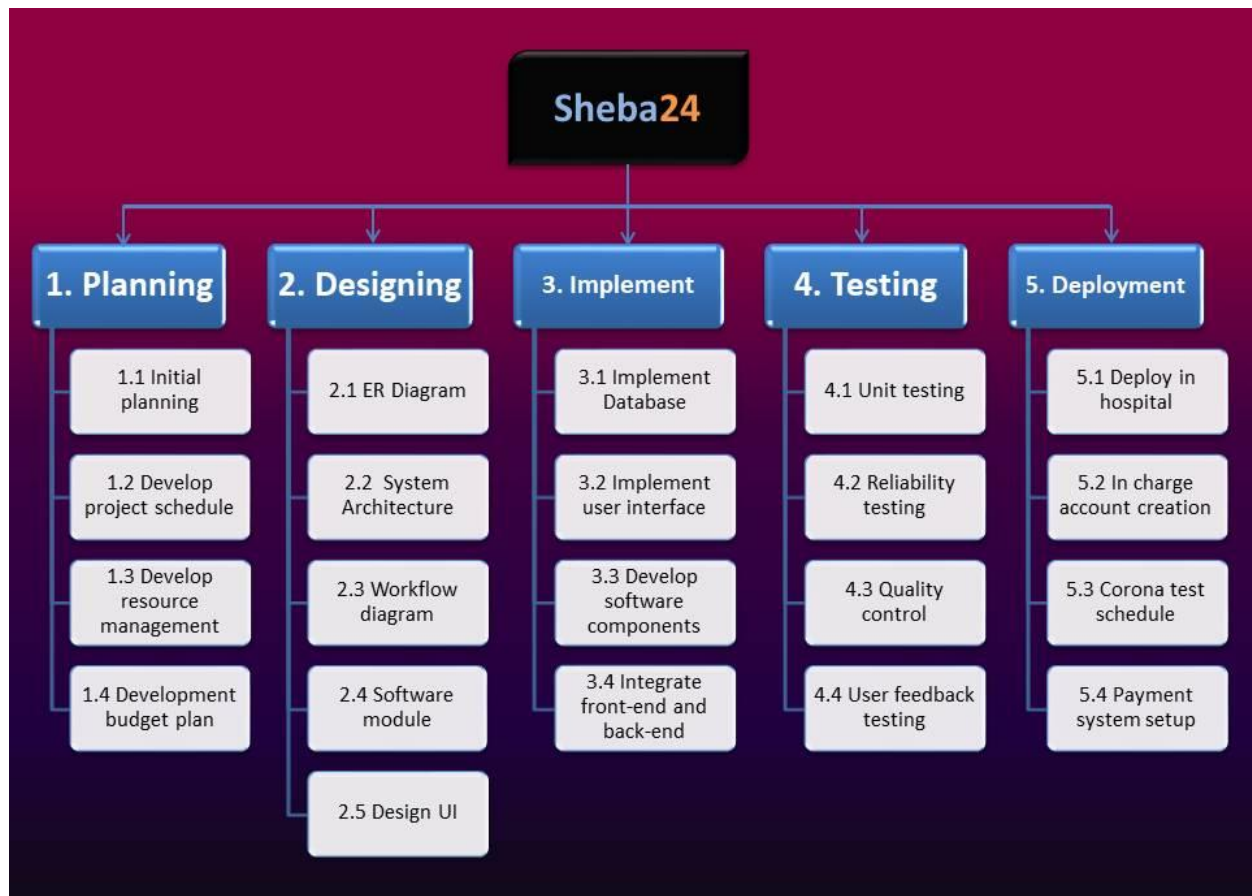 Sheba24
1. Planning
2. Designing
3. Implement
4. Testing
5. Deployment
1.1 Initial
planning
1.2 Develop
project schedule
1.3 Develop
resource
management
1.4 Development
budget plan
2.1 ER Diagram
2.2 System
Architecture
2.3 Workflow
diagram
2.4 Software
module
2.5 Design UI
3.1 Implement
Database
3.2 Implement
user interface
3.3 Develop
software
components
3.4 Integrate
front-end and
back-end
4.1 Unit testing
4.2 Reliability
testing
4.3 Quality
control
4.4 User feedback
testing
5.1 Deploy in
hospital
5.2 In charge
account creation
5.3 Corona test
schedule
5.4 Payment
system setup